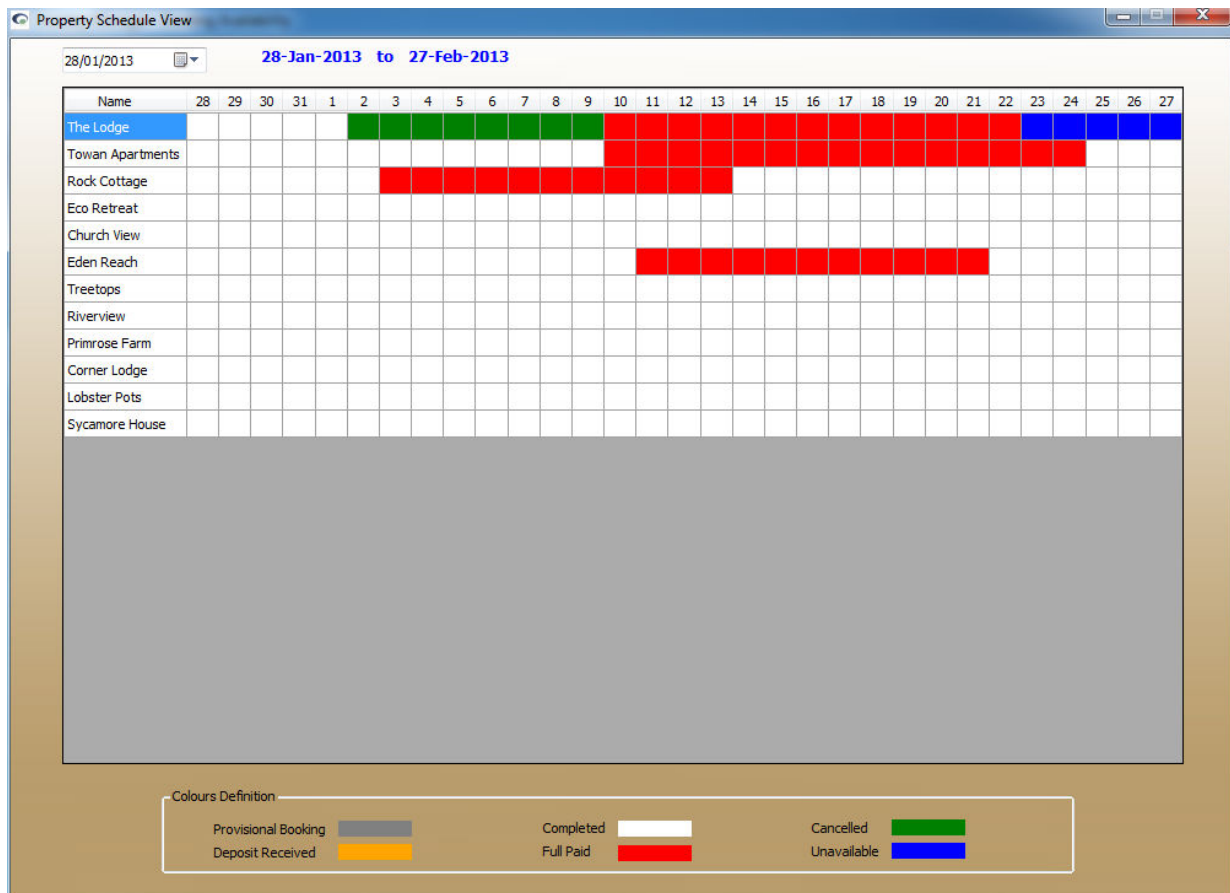 Property Schedule View
28/01/2013 28-Jan-2013 to 27-Feb-2013
Name 28 29 30 31 1 2 3 4 5 6 7 8 9 10 11 12 13 14 15 16 17 18 19 20 21 22 23 24 25 26 27
The Lodge
Towan Apartments
Rock Cottage
Eco Retreat
Church View
Eden Reach
Treetops
Riverview
Primrose Farm
Corner Lodge
Lobster Pots
Sycamore House
Colours Definition
Provisional Booking Completed Cancelled
Deposit Received Full Paid Unavailable